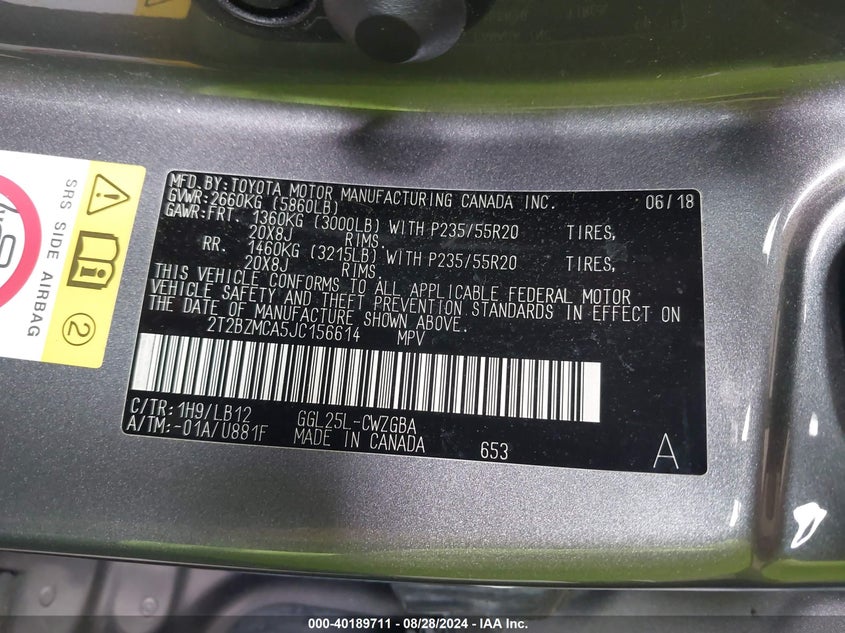 MFD.BY:TOYOTA MOTOR MANUFACTURING CANADA INC. 06/18
GVWR:2660KG (5860LB)
GAWR:FRT. 1360KG (3000LB) WITH P235/55R20 TIRES,
20X8J RIMS.
RR. 1460KG (3215LB) WITH P235/55R20 TIRES,
20X8J RIMS.
THIS VEHICLE CONFORMS TO ALL APPLICABLE FEDERAL MOTOR
VEHICLE SAFETY AND THEFT PREVENTION STANDARDS IN EFFECT ON
THE DATE OF MANUFACTURE SHOWN ABOVE.
2T2BZMCA5JC156614 MPV
C/TR:1H9/LB12 GGL25L-CWZGBA
A/TM:-01A/U881F MADE IN CANADA 653 A
SRS SIDE AIRBAG
2
TIRES
CANADA INC
000-40189711 - 08/28/2024 - IAA Inc.